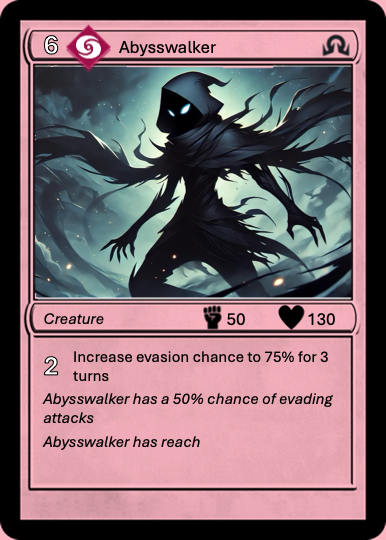 6 Abysswalker
Creature 50 130
2 Increase evasion chance to 75% for 3
turns
Abysswalker has a 50% chance of evading
attacks
Abysswalker has reach